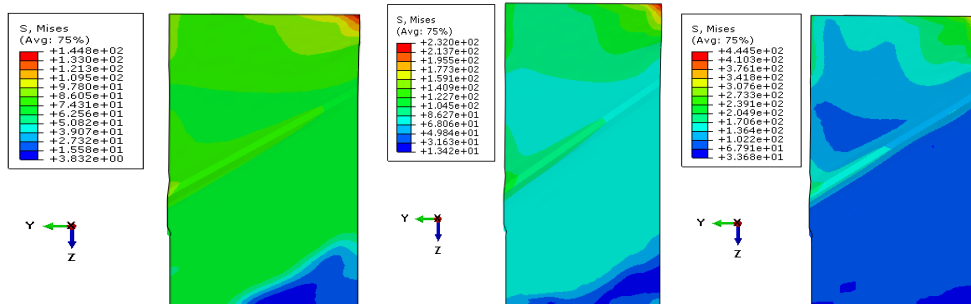 S, Mises
(Avg: 75%)
+1.448e+02
+1.330e+02
+1.213e+02
+1.095e+02
+9.780e+01
+8.605e+01
+7.431e+01
+6.256e+01
+5.082e+01
+3.907e+01
+2.732e+01
+1.558e+01
+3.832e+00
Y
X
Z
S, Mises
(Avg: 75%)
+2.320e+02
+2.137e+02
+1.955e+02
+1.773e+02
+1.591e+02
+1.409e+02
+1.227e+02
+1.045e+02
+8.627e+01
+6.806e+01
+4.984e+01
+3.163e+01
+1.342e+01
Y
X
Z
S, Mises
(Avg: 75%)
+4.445e+02
+4.103e+02
+3.761e+02
+3.418e+02
+3.076e+02
+2.733e+02
+2.391e+02
+2.049e+02
+1.706e+02
+1.364e+02
+1.022e+02
+6.791e+01
+3.368e+01
Y
X
Z